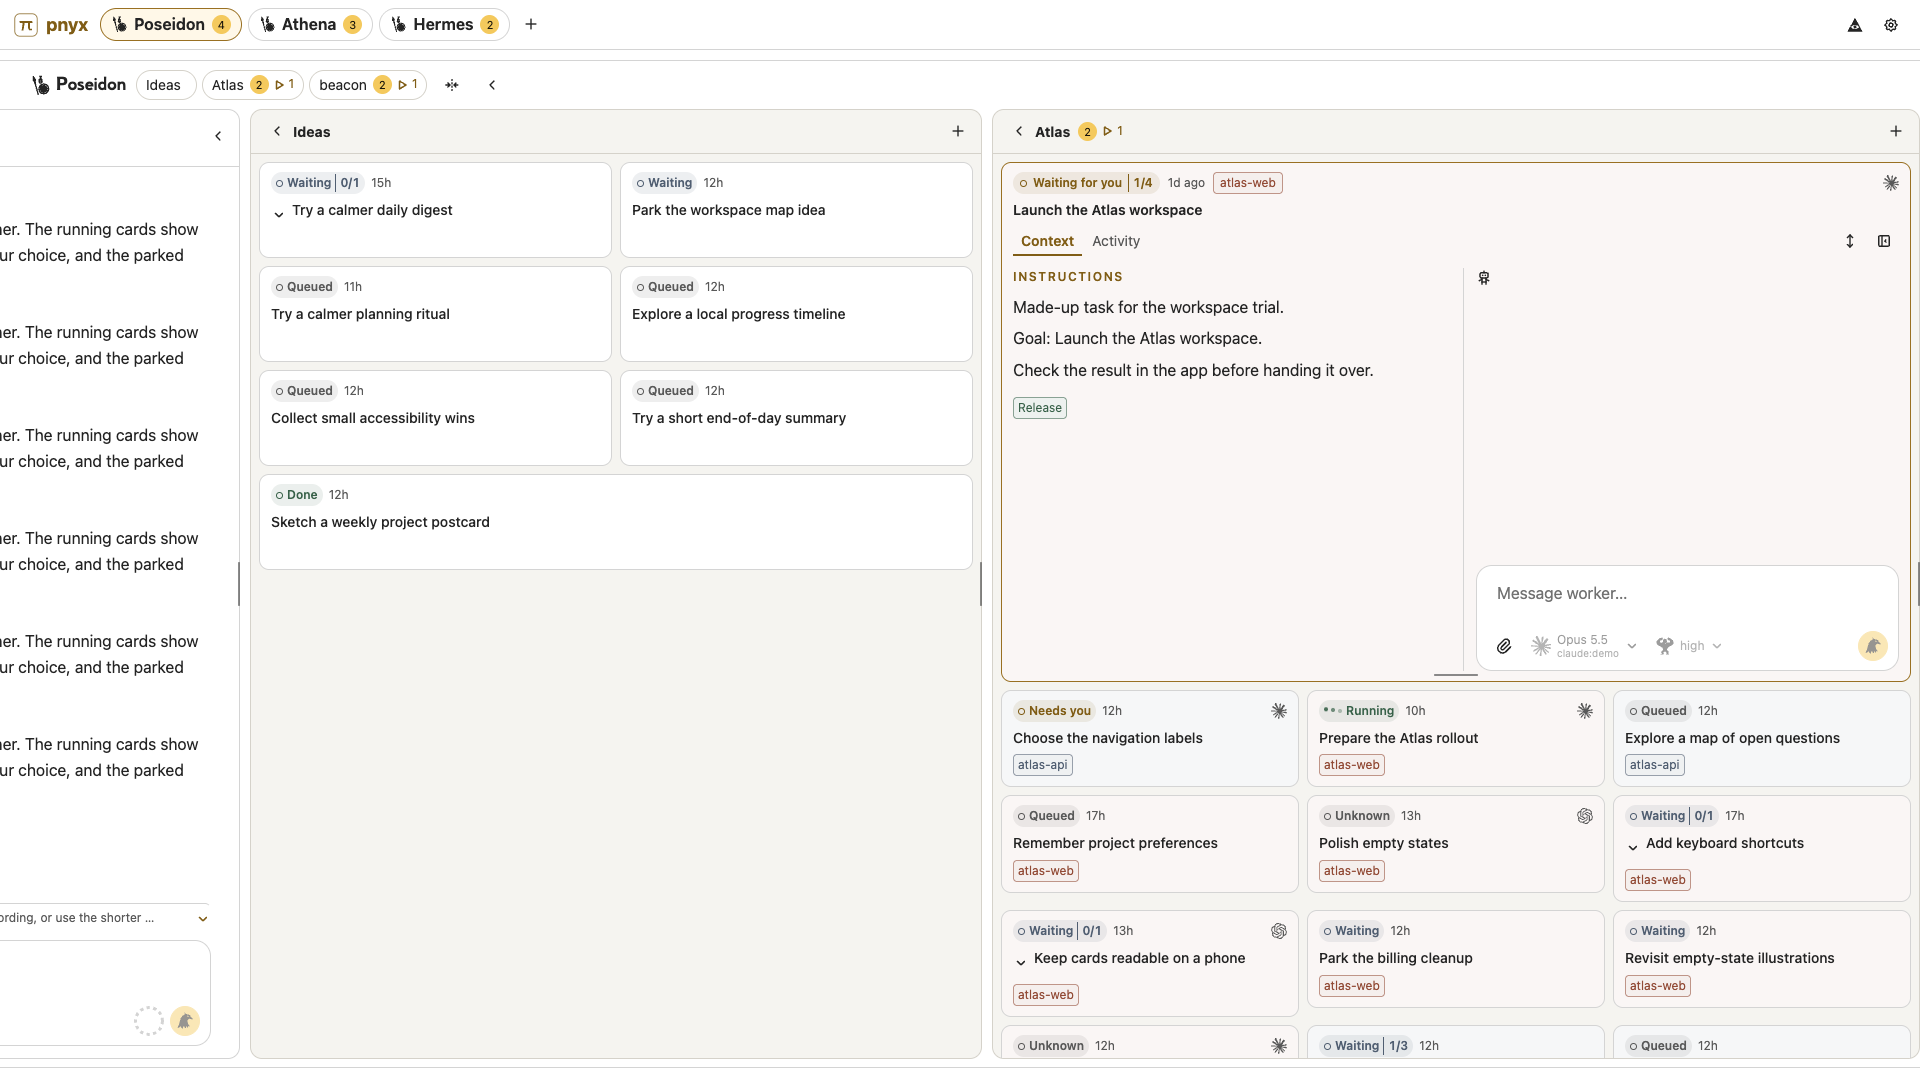 π pnyx Poseidon 4 Athena 3 Hermes 2
Poseidon Ideas Atlas 2 1 beacon 2 1
er. The running cards show
ur choice, and the parked
er. The running cards show
ur choice, and the parked
er. The running cards show
ur choice, and the parked
er. The running cards show
ur choice, and the parked
er. The running cards show
ur choice, and the parked
er. The running cards show
ur choice, and the parked
ording, or use the shorter ...
Ideas
Waiting 0/1 15h
Try a calmer daily digest
Waiting 12h
Park the workspace map idea
Queued 11h
Try a calmer planning ritual
Queued 12h
Explore a local progress timeline
Queued 12h
Collect small accessibility wins
Queued 12h
Try a short end-of-day summary
Done 12h
Sketch a weekly project postcard
Atlas 2 1
Waiting for you 1/4 1d ago atlas-web
Launch the Atlas workspace
Context Activity
INSTRUCTIONS
Made-up task for the workspace trial.
Goal: Launch the Atlas workspace.
Check the result in the app before handing it over.
Release
Message worker...
Opus 5.5
claude:demo
high
Needs you 12h
Choose the navigation labels
atlas-api
Running 10h
Prepare the Atlas rollout
atlas-web
Queued 12h
Explore a map of open questions
atlas-api
Queued 17h
Remember project preferences
atlas-web
Unknown 13h
Polish empty states
atlas-web
Waiting 0/1 17h
Add keyboard shortcuts
atlas-web
Waiting 0/1 13h
Keep cards readable on a phone
atlas-web
Waiting 12h
Park the billing cleanup
atlas-web
Waiting 12h
Revisit empty-state illustrations
atlas-web
Unknown 12h
Waiting 1/3 12h
Queued 12h